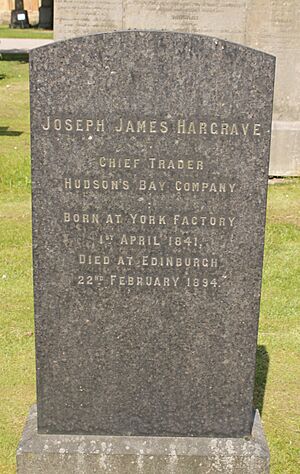 JOSEPH JAMES HARGRAVE
CHIEF TRADER
HUDSON'S BAY COMPANY
BORN AT YORK FACTORY
1ST APRIL 1841,
DIED AT EDINBURGH
22ND FEBRUARY 1894.